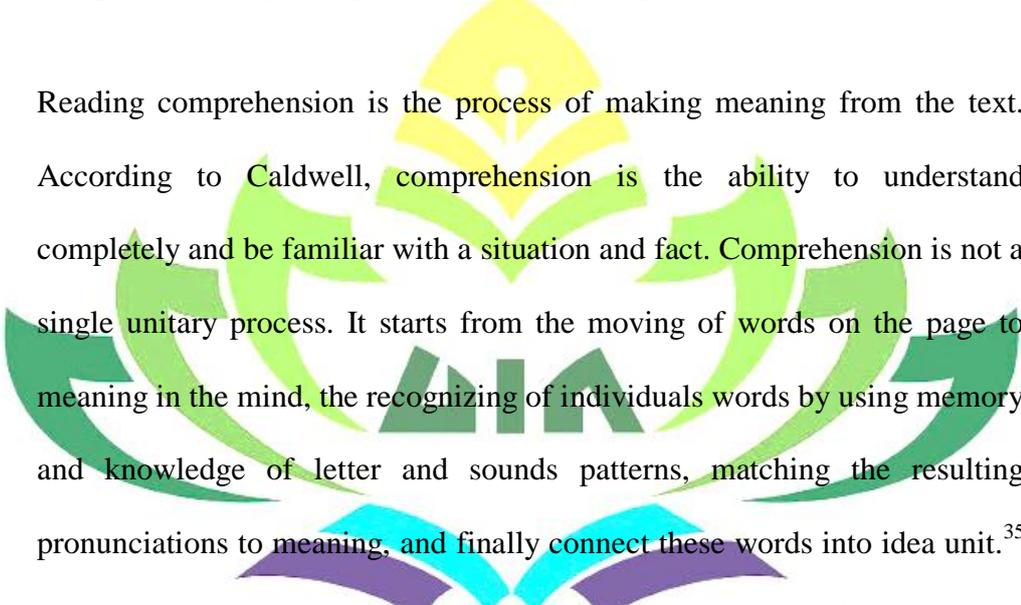 Reading comprehension is the process of making meaning from the text.
According to Caldwell, comprehension is the ability to understand
completely and be familiar with a situation and fact. Comprehension is not a
single unitary process. It starts from the moving of words on the page to
meaning in the mind, the recognizing of individuals words by using memory
and knowledge of letter and sounds patterns, matching the resulting
pronunciations to meaning, and finally connect these words into idea unit.35